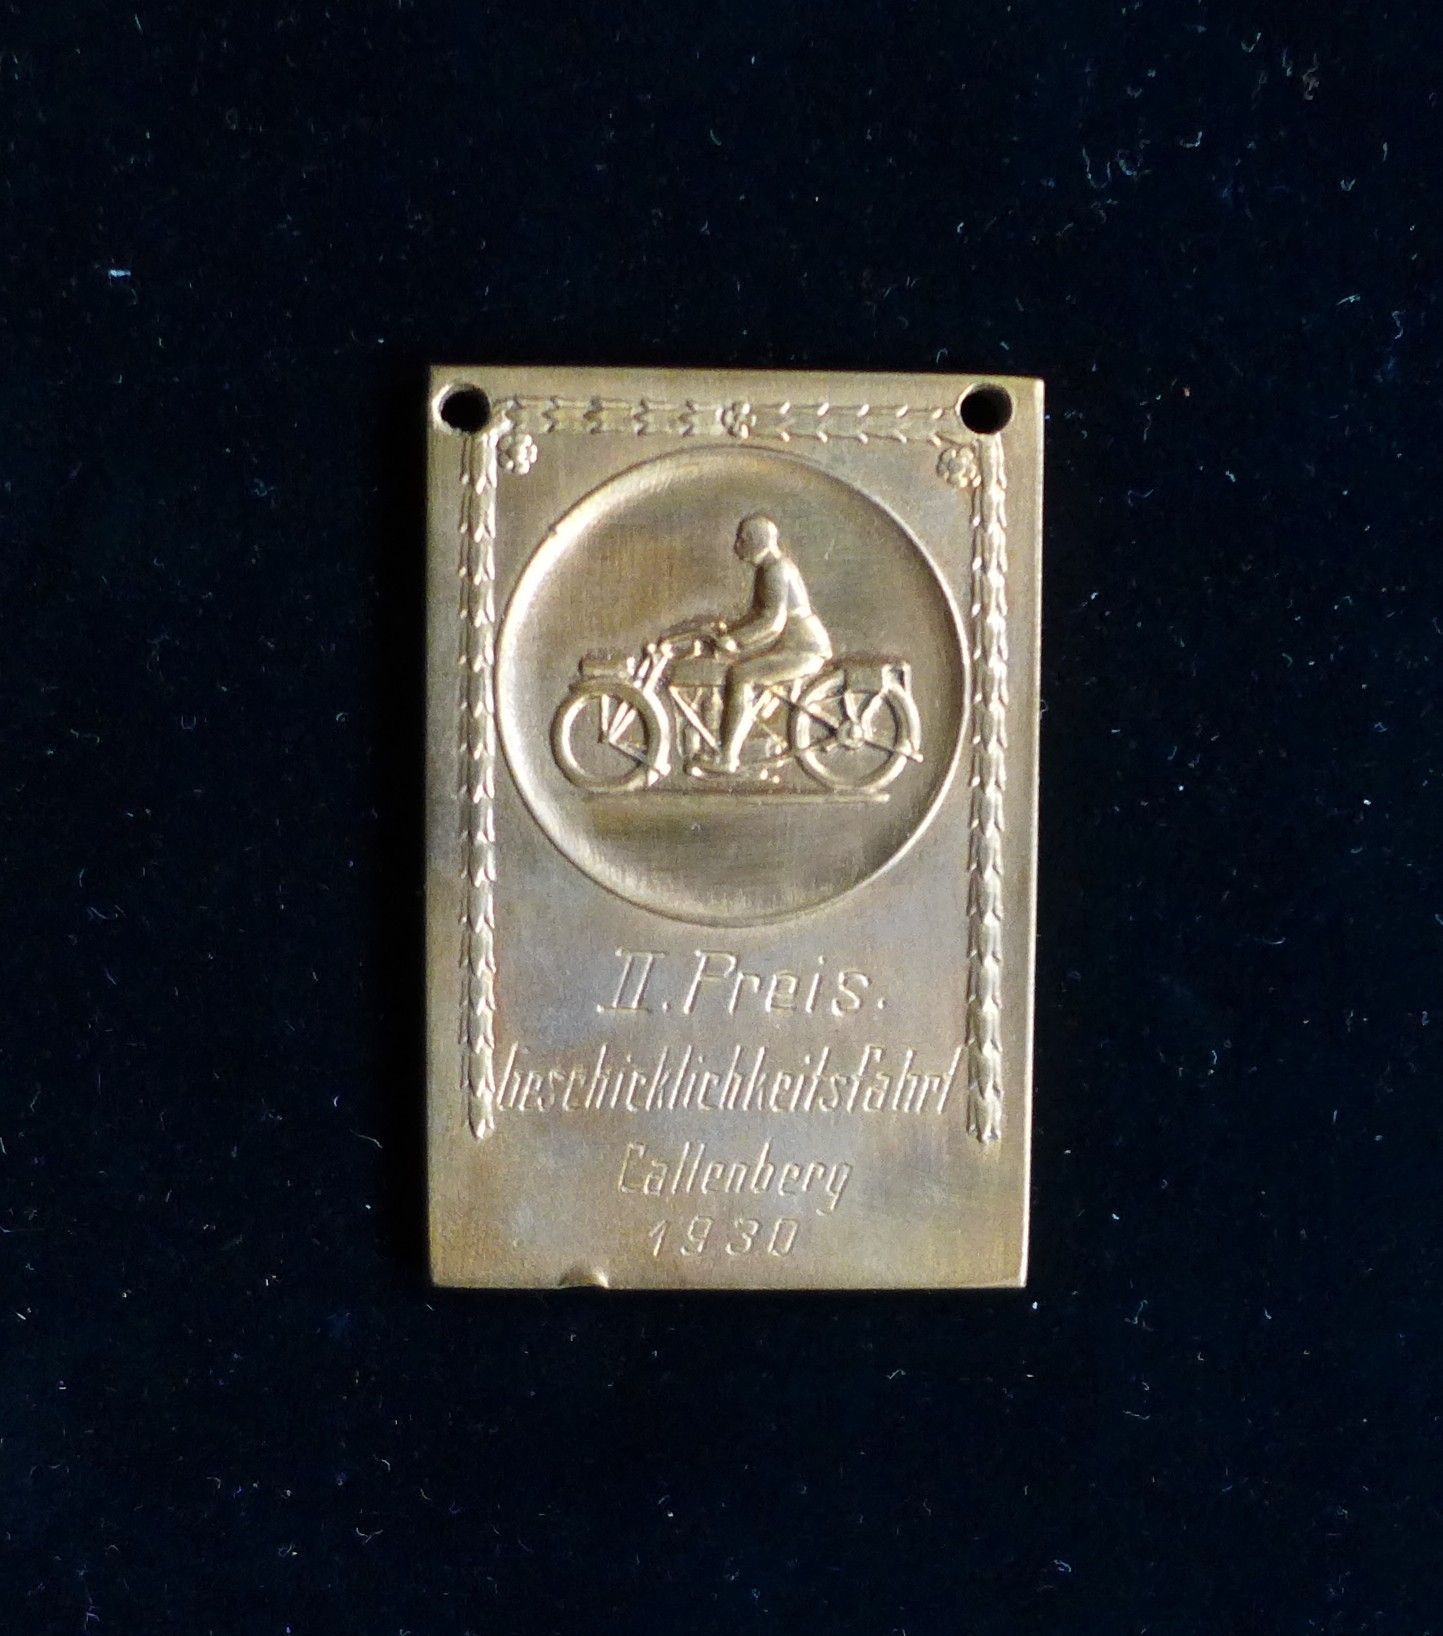 II. Preis.
Geschicklichkeitsfahrt
Callenberg
1930